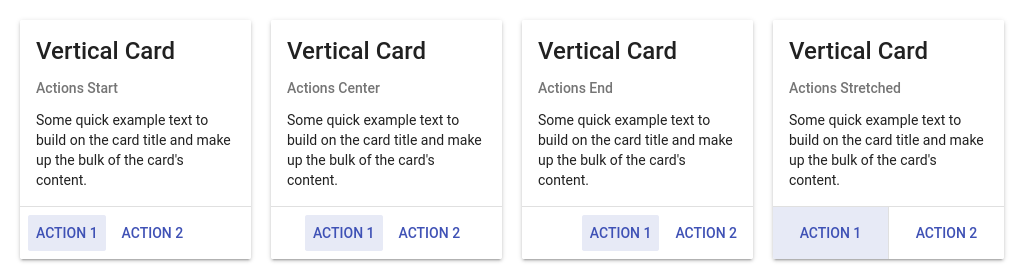 Vertical Card
Actions Start
Some quick example text to
build on the card title and make
up the bulk of the card's
content.
ACTION 1
ACTION 2
Vertical Card
Actions Center
Some quick example text to
build on the card title and make
up the bulk of the card's
content.
ACTION 1
ACTION 2
Vertical Card
Actions End
Some quick example text to
build on the card title and make
up the bulk of the card's
content.
ACTION 1
ACTION 2
Vertical Card
Actions Stretched
Some quick example text to
build on the card title and make
up the bulk of the card's
content.
ACTION 1
ACTION 2